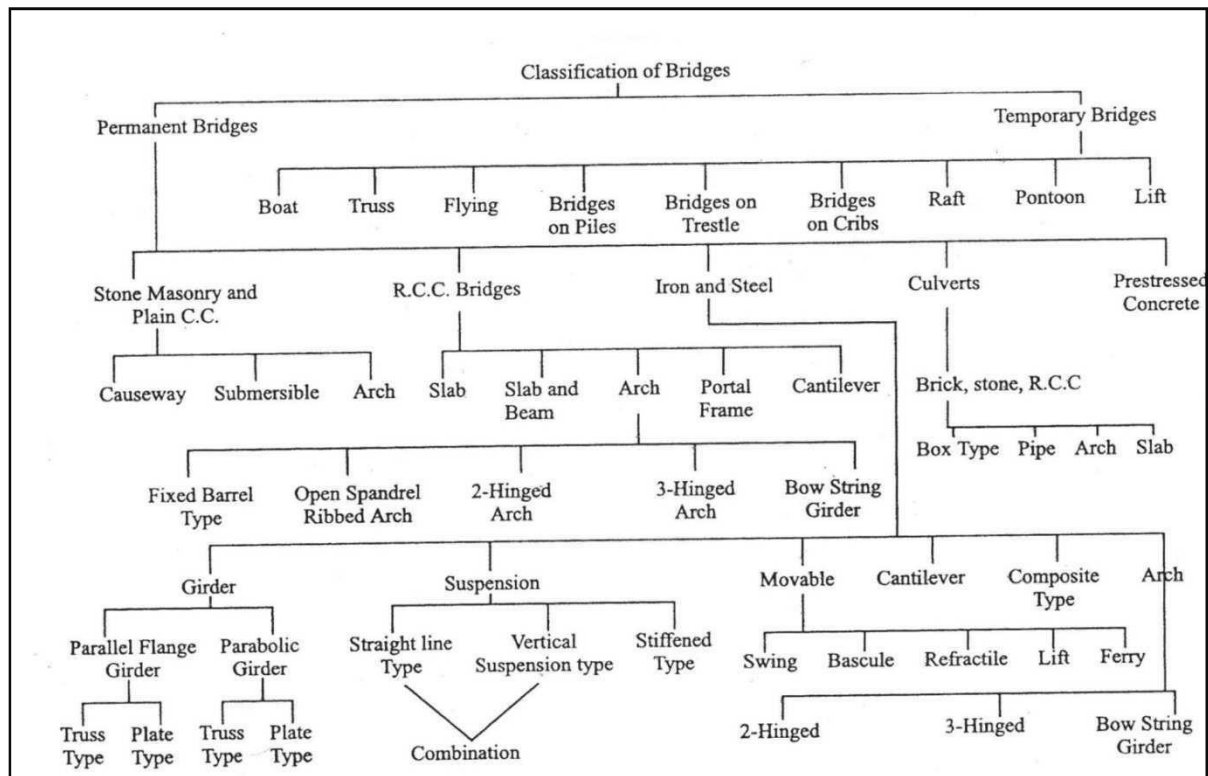 Classification of Bridges
Permanent Bridges
Temporary Bridges
Boat
Truss
Flying
Bridges
on Piles
Bridges on
Trestle
Bridges
on Cribs
Raft
Pontoon
Lift
Stone Masonry and
Plain C.C.
R.C.C. Bridges
Iron and Steel
Culverts
Prestressed
Concrete
Causeway
Submersible
Arch
Slab
Slab and
Beam
Arch
Portal
Frame
Cantilever
Brick, stone, R.C.C
Box Type
Pipe
Arch
Slab
Fixed Barrel
Type
Open Spandrel
Ribbed Arch
2-Hinged
Arch
3-Hinged
Arch
Bow String
Girder
Girder
Suspension
Movable
Cantilever
Composite
Type
Arch
Parallel Flange
Girder
Parabolic
Girder
Straight line
Type
Vertical
Suspension type
Stiffened
Type
Swing
Bascule
Refractile
Lift
Ferry
Truss
Type
Plate
Type
Truss
Type
Plate
Type
Combination
2-Hinged
3-Hinged
Bow String
Girder